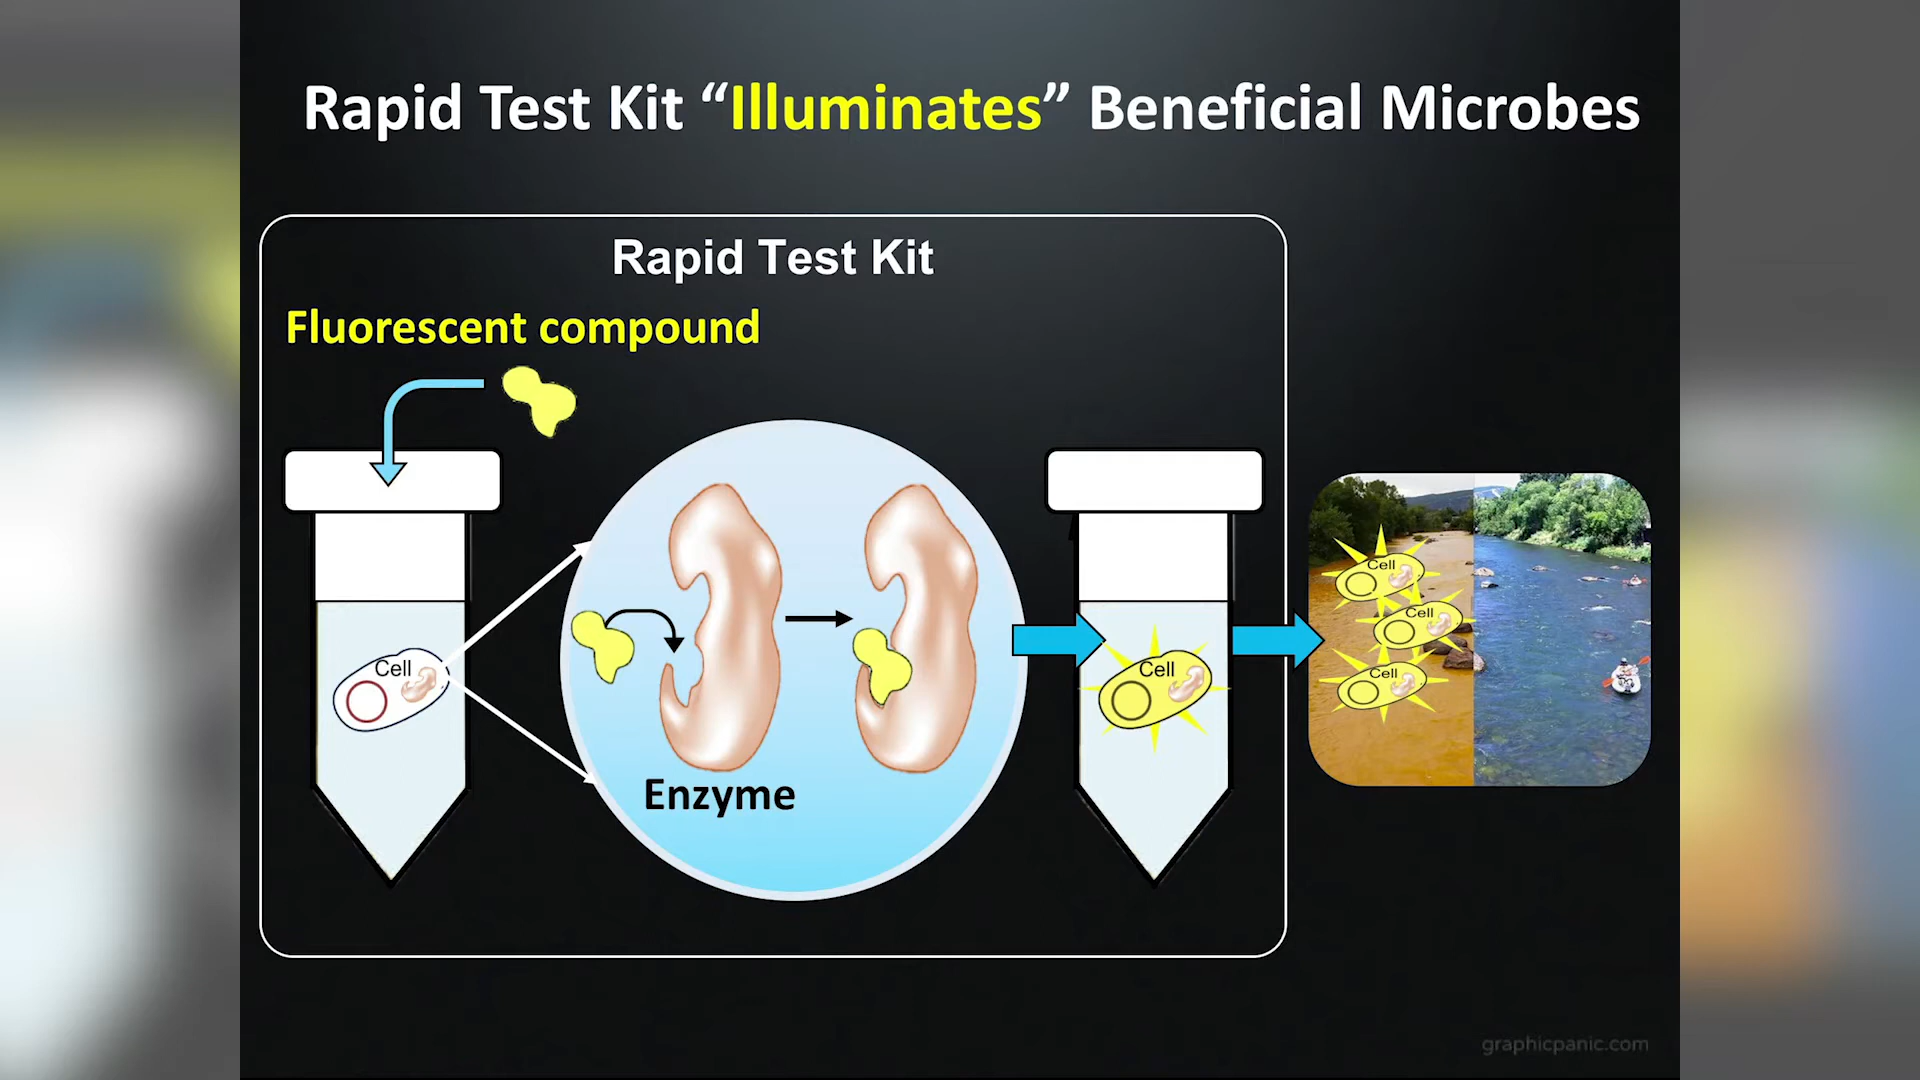 Rapid Test Kit “Illuminates” Beneficial Microbes
Rapid Test Kit
Fluorescent compound
Cell
Enzyme
Cell
Cell
Cell
Cell
graphicpanic.com